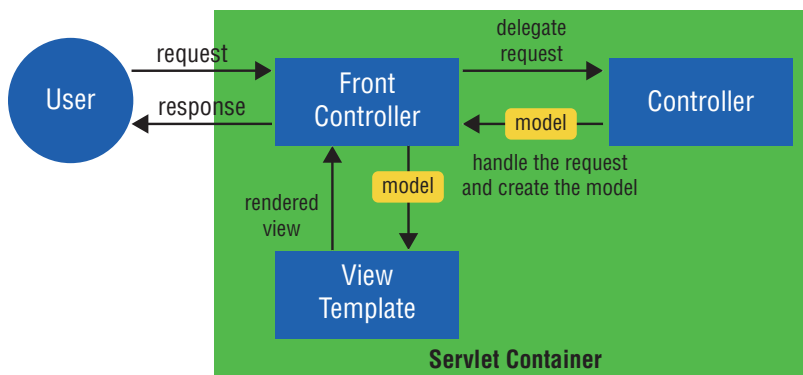 User
request
response
Front
Controller
delegate
request
Controller
model
handle the request
and create the model
model
rendered
view
View
Template
Servlet Container